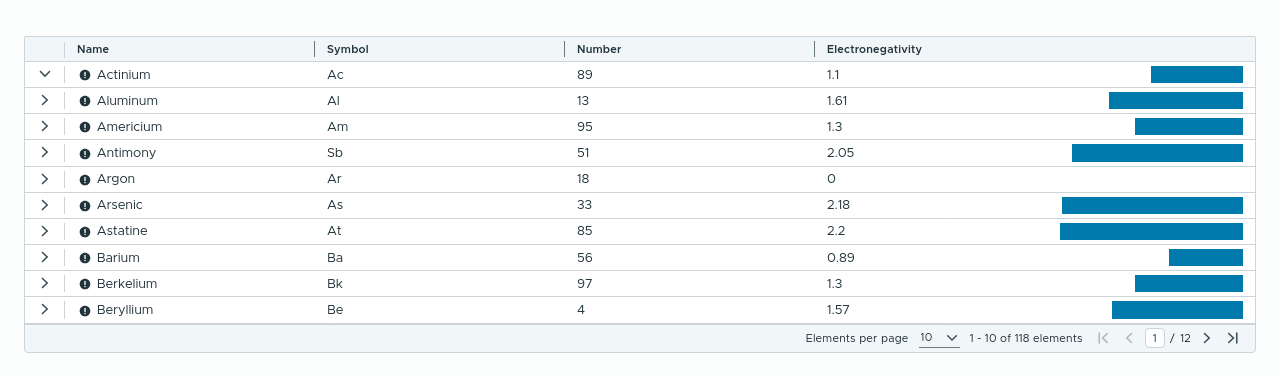 Name Symbol Number Electronegativity
Actinium Ac 89 1.1
Aluminum Al 13 1.61
Americium Am 95 1.3
Antimony Sb 51 2.05
Argon Ar 18 0
Arsenic As 33 2.18
Astatine At 85 2.2
Barium Ba 56 0.89
Berkelium Bk 97 1.3
Beryllium Be 4 1.57
Elements per page 10 1 - 10 of 118 elements 1 / 12